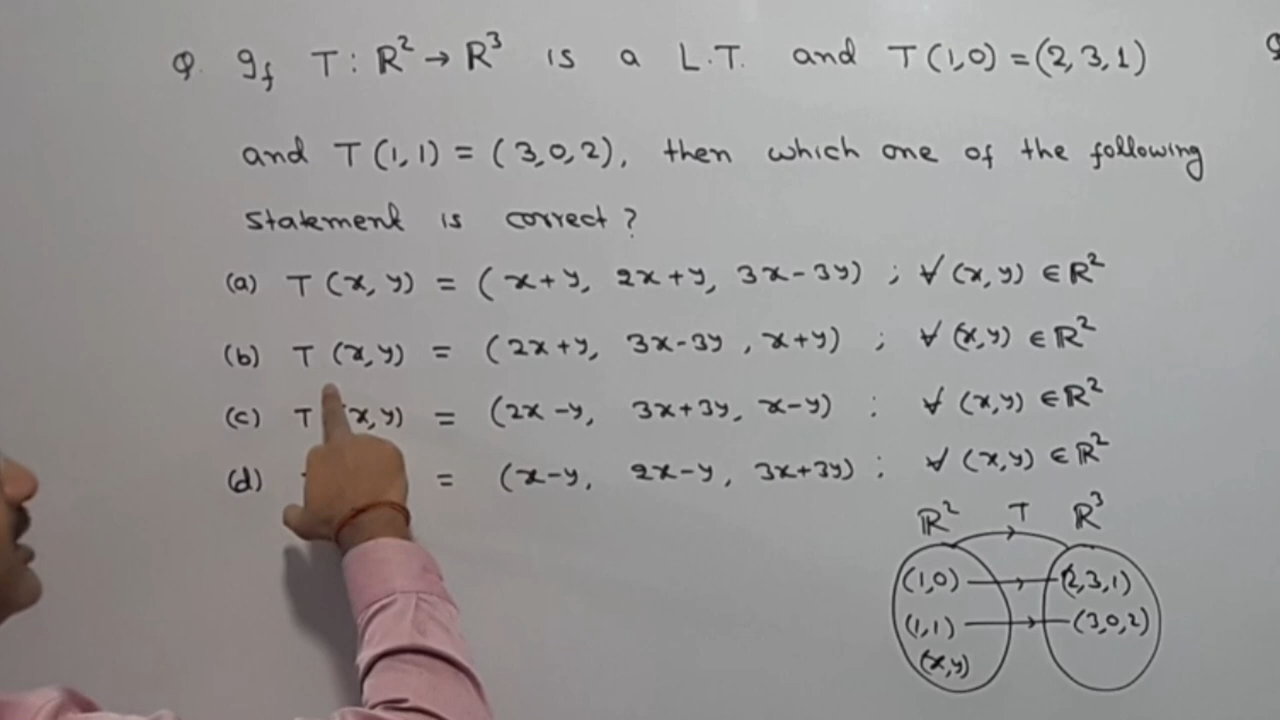 Q. If T : R² → R³ is a L.T. and T(1,0) = (2,3,1)
and T(1,1) = (3,0,2), then which one of the following
statement is correct?
(a) T(x,y) = (x+y, 2x+y, 3x-3y) ; ∀ (x,y) ∈ R²
(b) T(x,y) = (2x+y, 3x-3y, x+y) ; ∀ (x,y) ∈ R²
(c) T (x,y) = (2x-y, 3x+3y, x-y) : ∀ (x,y) ∈ R²
(d) = (x-y, 2x-y, 3x+3y) : ∀ (x,y) ∈ R²
R² T R³
(1,0) (2,3,1)
(1,1) (3,0,2)
(x,y)